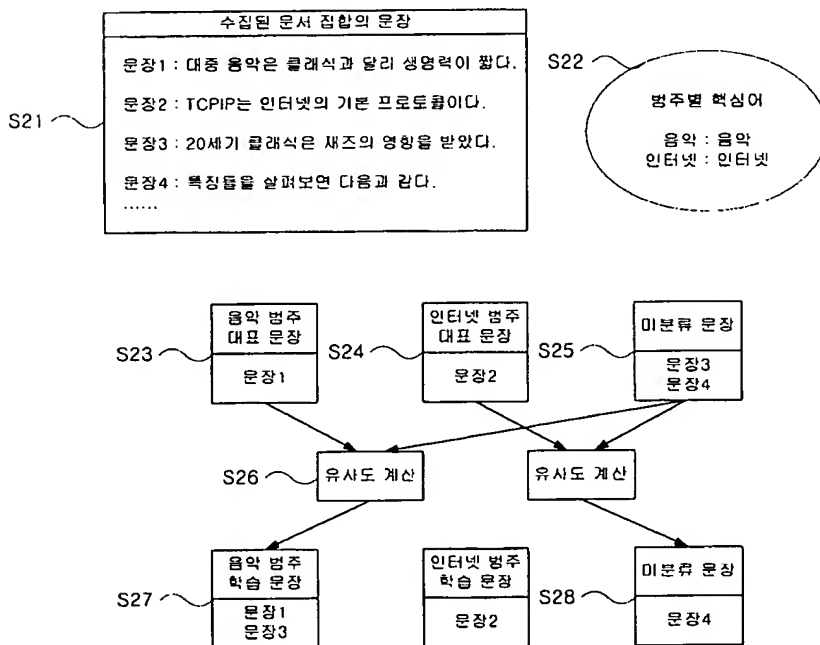 수집된 문서 집합의 문장
문장1 : 대중 음악은 클래식과 달리 생명력이 짧다.
문장2 : TCPIP는 인터넷의 기본 프로토콜이다.
문장3 : 20세기 클래식은 재즈의 영향을 받았다.
문장4 : 특징들을 살펴보면 다음과 같다.
……
S21
S22
범주별 핵심어
음악 : 음악
인터넷 : 인터넷
음악 범주
대표 문장
문장1
S23
인터넷 범주
대표 문장
문장2
S24
미분류 문장
문장3
문장4
S25
S26
유사도 계산
유사도 계산
음악 범주
학습 문장
문장1
문장3
S27
인터넷 범주
학습 문장
문장2
S28
미분류 문장
문장4